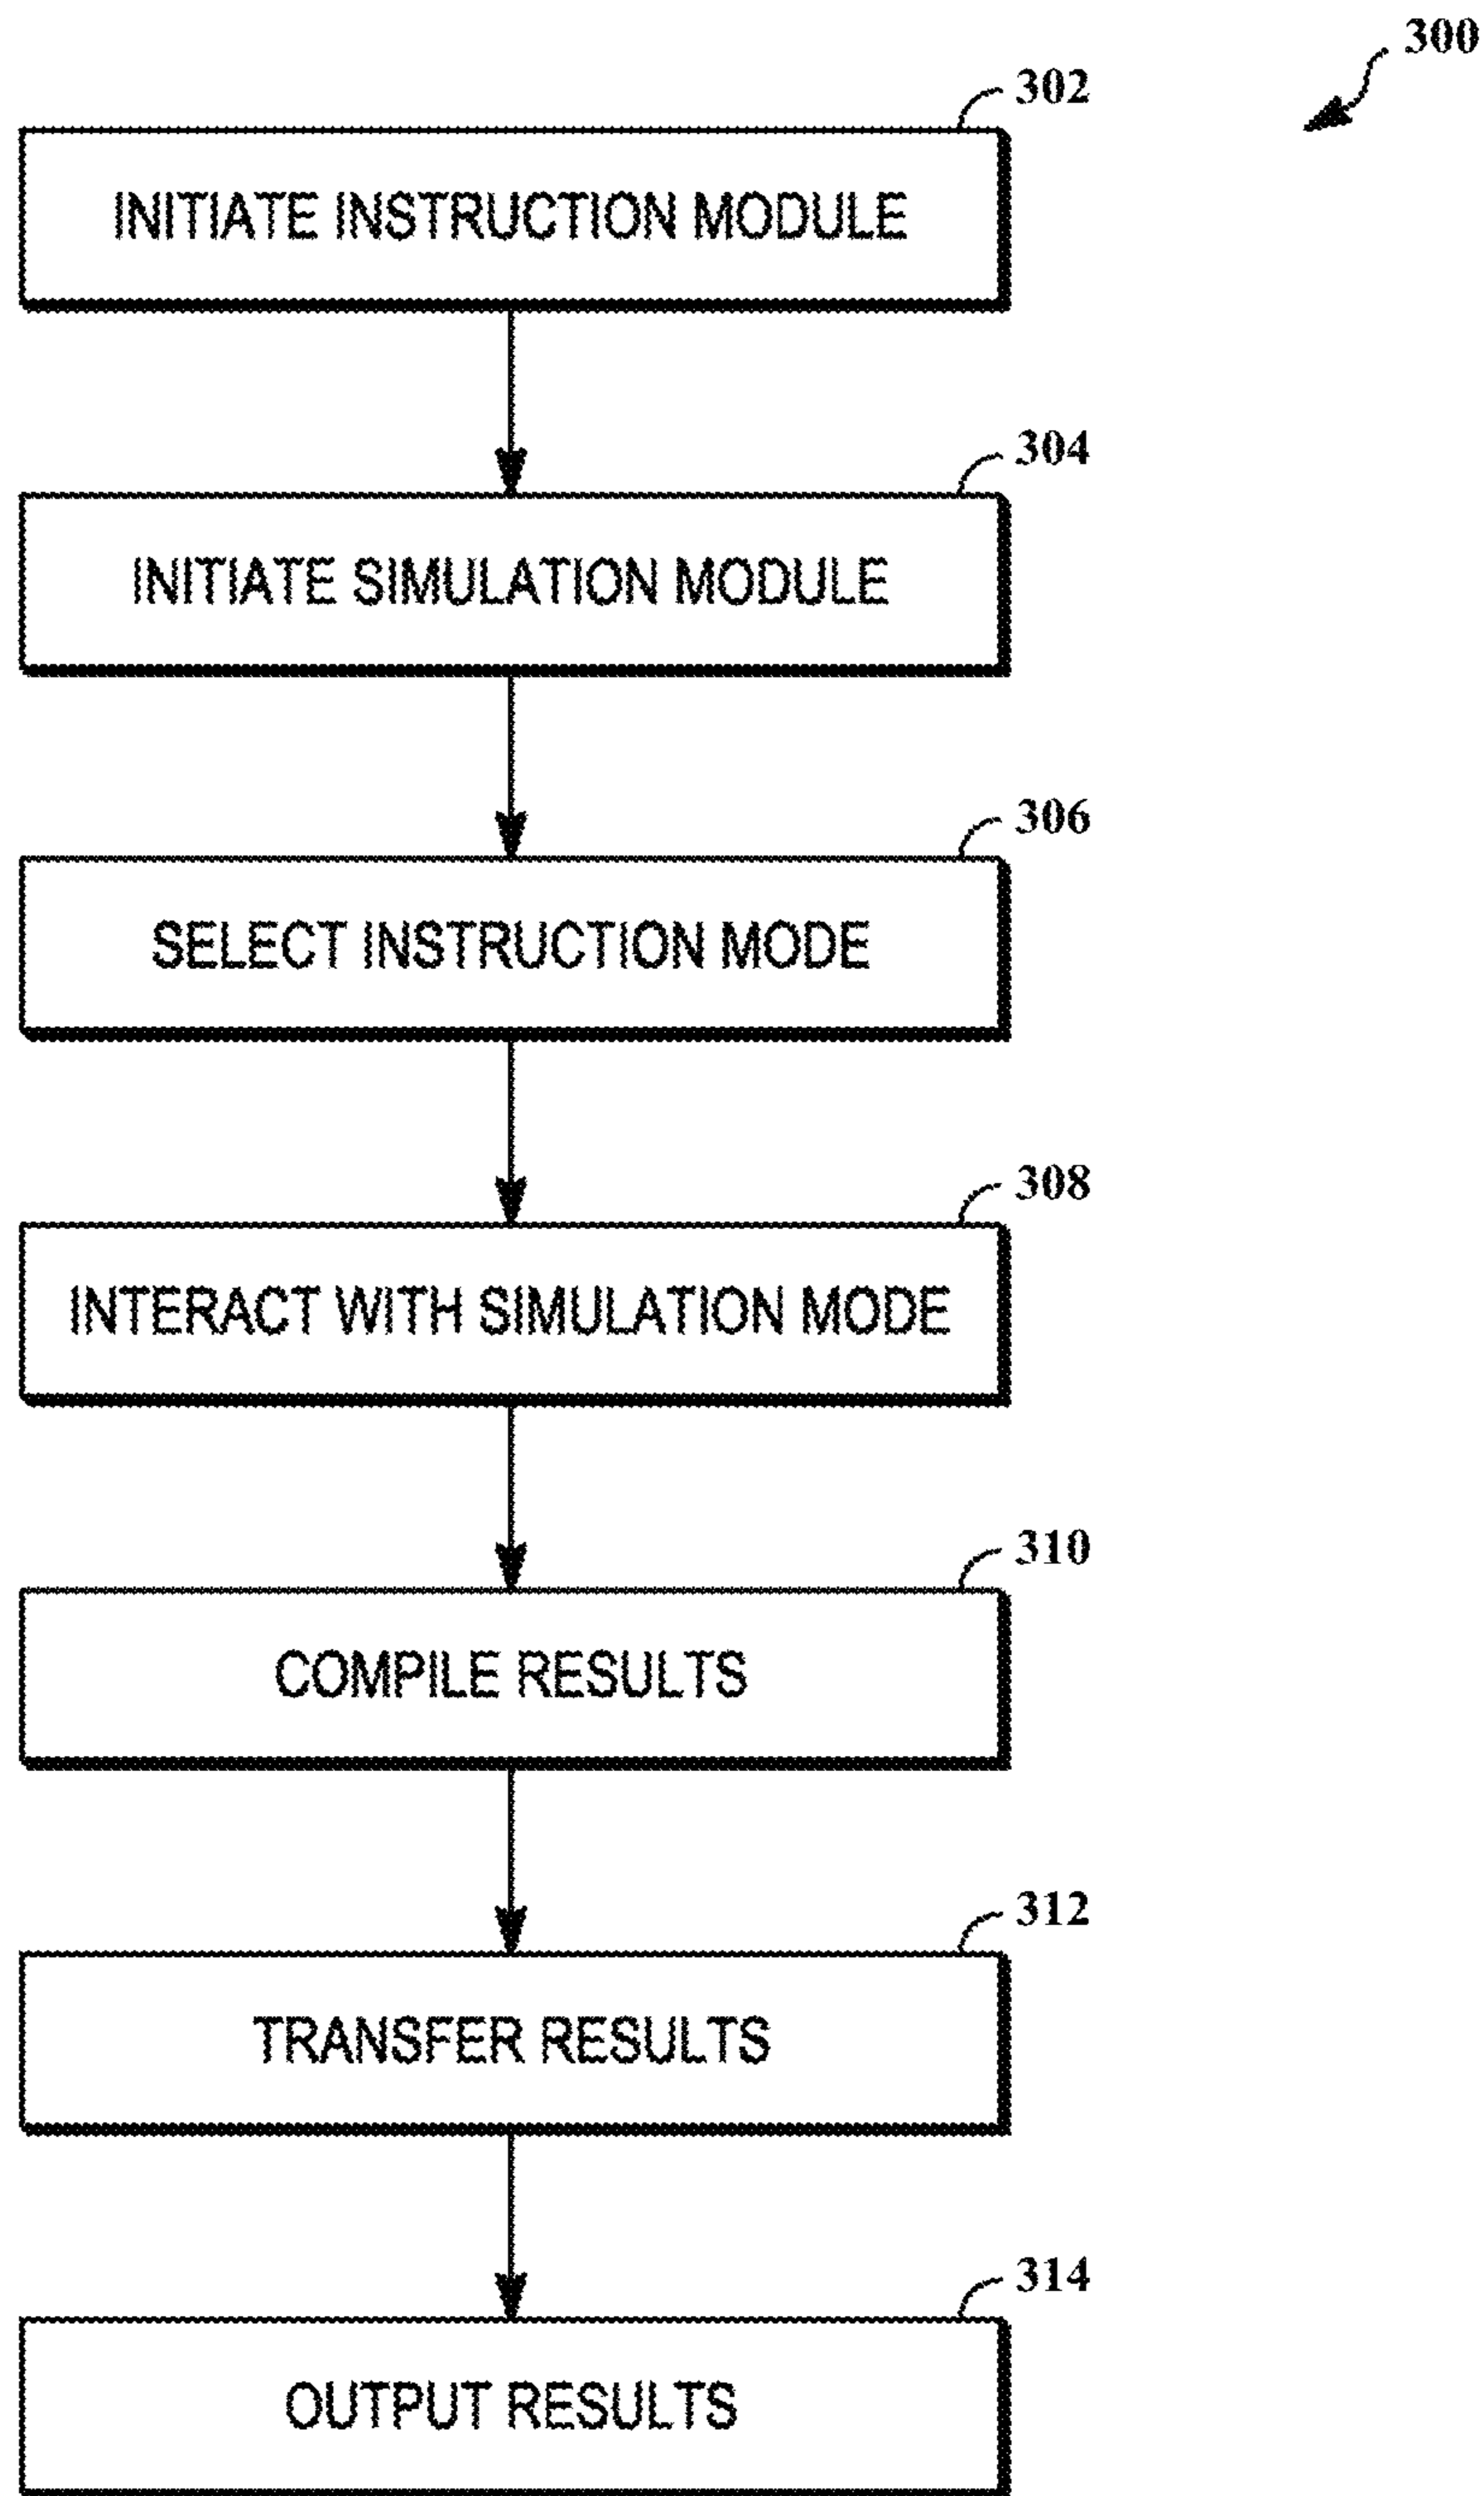 300
302
INITIATE INSTRUCTION MODULE
304
INITIATE SIMULATION MODULE
306
SELECT INSTRUCTION MODE
308
INTERACT WITH SIMULATION MODE
310
COMPILE RESULTS
312
TRANSFER RESULTS
314
OUTPUT RESULTS